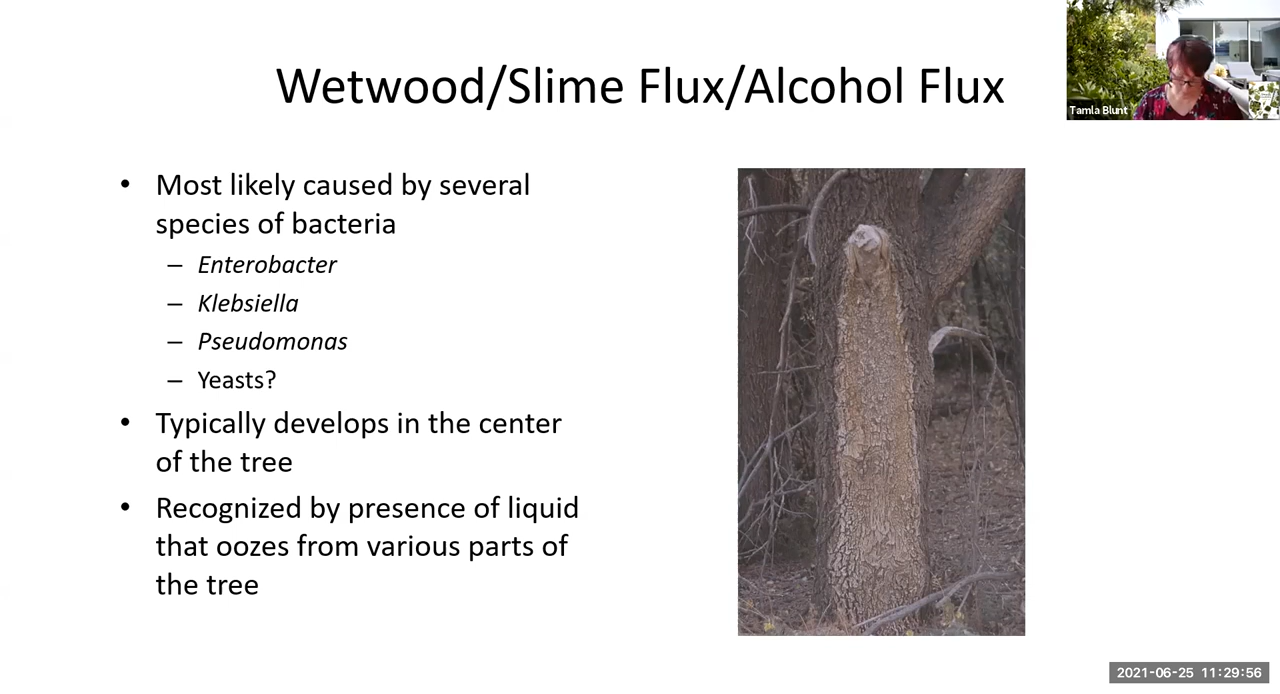 Wetwood/Slime Flux/Alcohol Flux
Tamla Blunt
• Most likely caused by several
species of bacteria
– Enterobacter
– Klebsiella
– Pseudomonas
– Yeasts?
• Typically develops in the center
of the tree
• Recognized by presence of liquid
that oozes from various parts of
the tree
2021-06-25 11:29:56